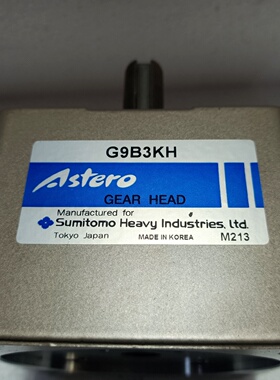 G9B3KH
Astero
GEAR HEAD
Manufactured for
Sumitomo Heavy Industries, Ltd.
Tokyo Japan MADE IN KOREA M213